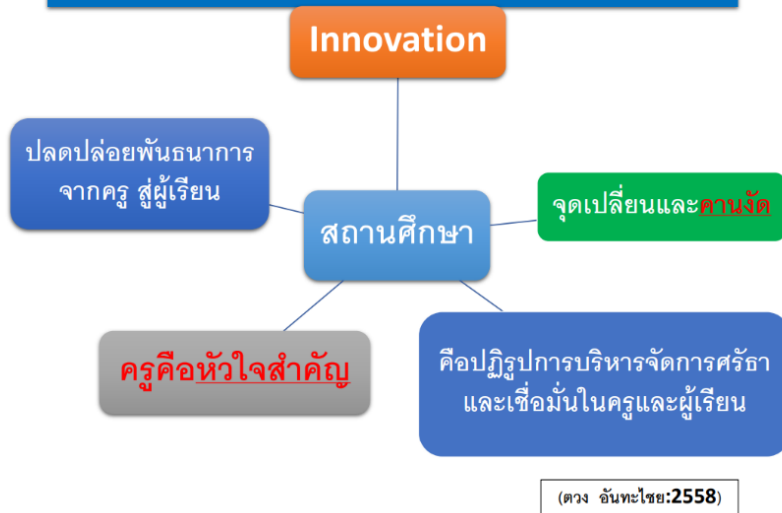 Innovation
ปลดปล่อยพันธนาการ
จากครู สู่ผู้เรียน
สถานศึกษา
จุดเปลี่ยนและคานงัด
ครูคือหัวใจสำคัญ
คือปฏิรูปการบริหารจัดการศรัธา
และเชื่อมั่นในครูและผู้เรียน
(ตวง อันทะไชย:2558)